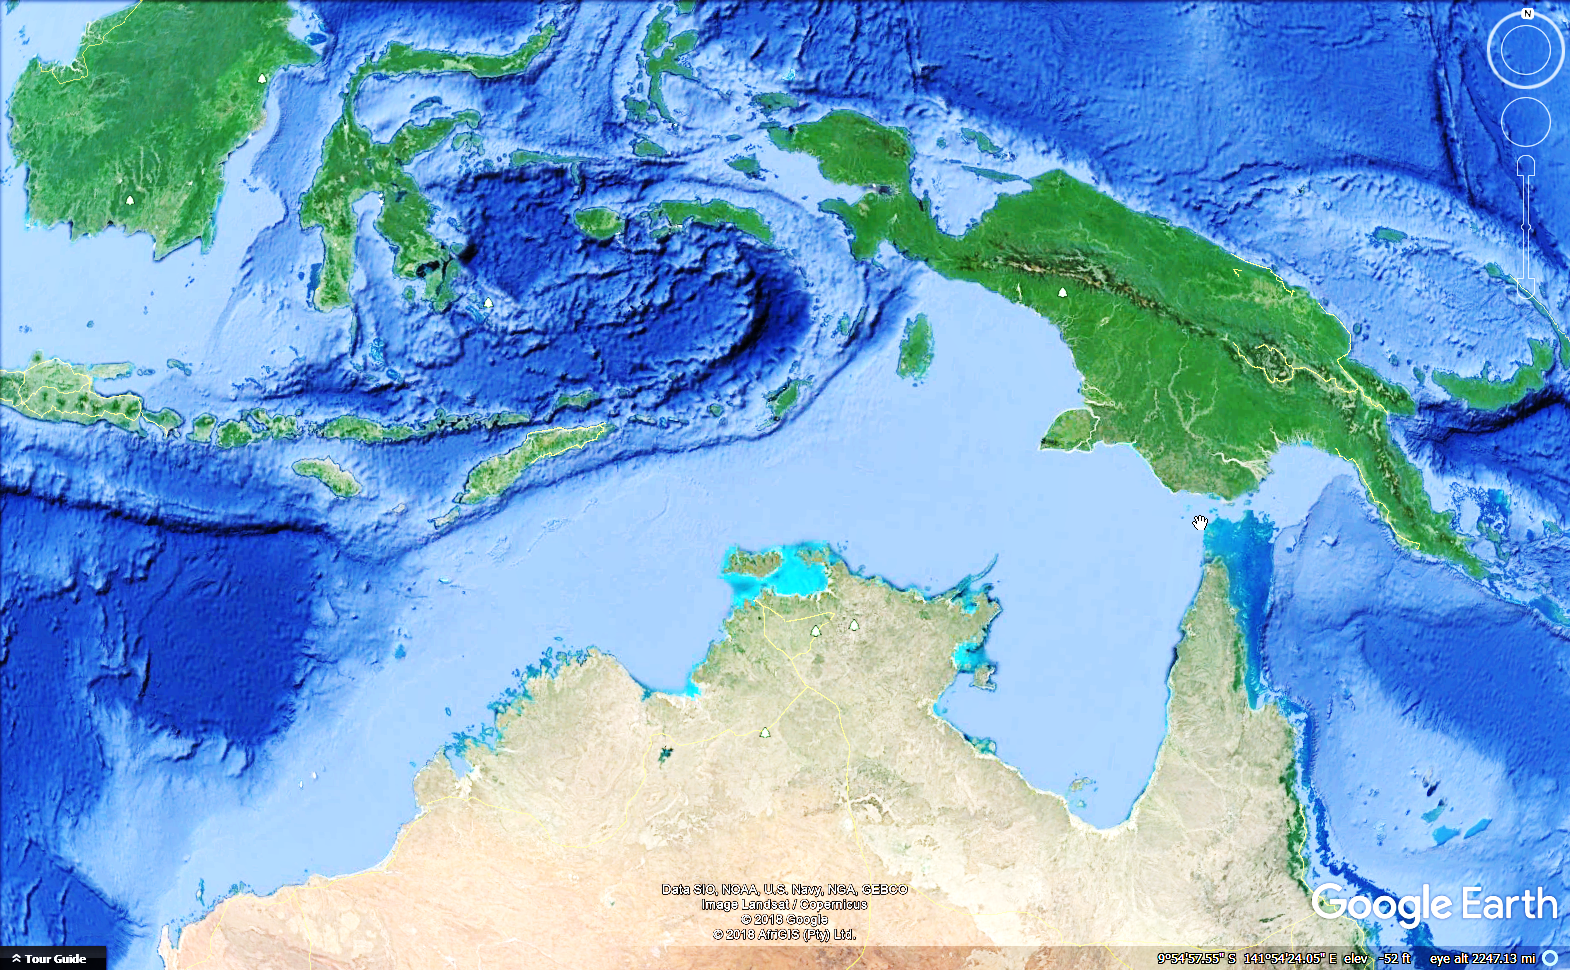 N
Data SIO, NOAA, U.S. Navy, NGA, GEBCO
Image Landsat / Copernicus
© 2018 Google
© 2018 AfriGIS (Pty) Ltd.
Google Earth
Tour Guide
9°54'57.55" S 141°54'24.05" E elev -52 ft eye alt 2247.13 mi